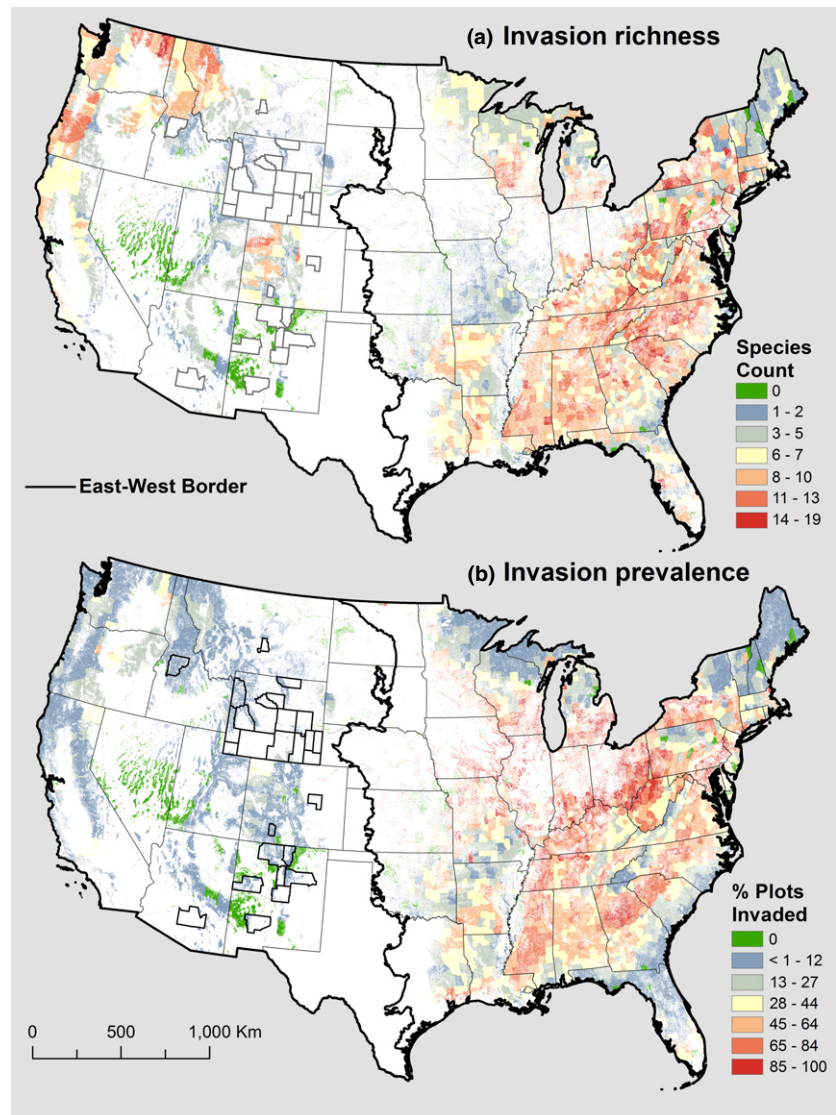 (a) Invasion richness
Species
Count
0
1 - 2
3 - 5
6 - 7
8 - 10
11 - 13
14 - 19
East-West Border
(b) Invasion prevalence
% Plots
Invaded
0
< 1 - 12
13 - 27
28 - 44
45 - 64
65 - 84
85 - 100
0 500 1,000 Km